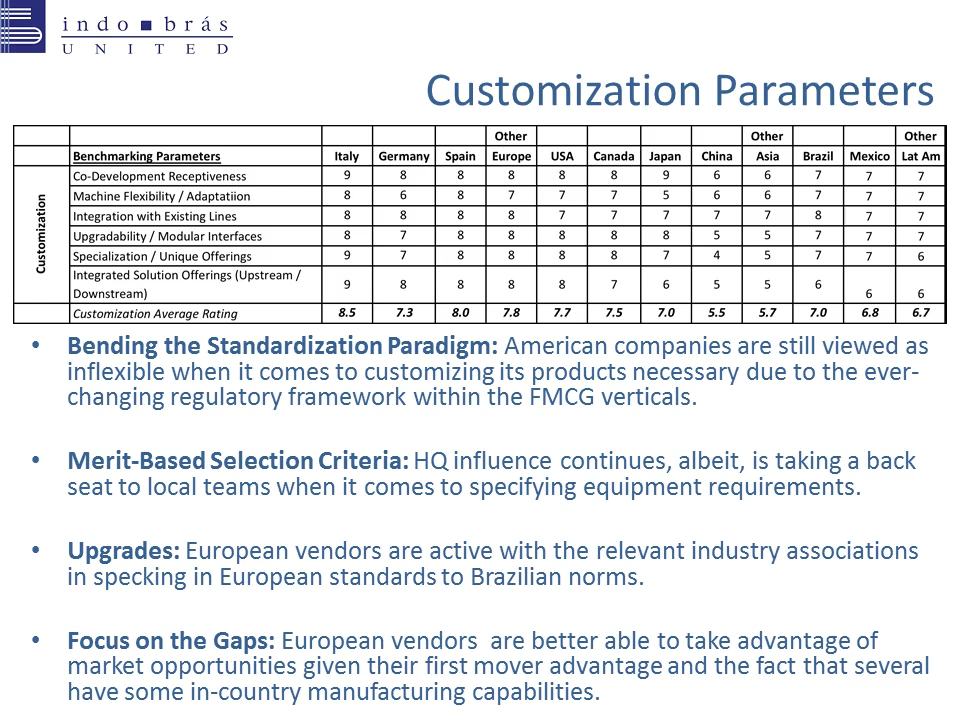 indo brás
UNITED
Customization Parameters
Other Other Other
Benchmarking Parameters Italy Germany Spain Europe USA Canada Japan China Asia Brazil Mexico Lat Am
Customization
Co-Development Receptiveness 9 8 8 8 8 8 9 6 6 7 7 7
Machine Flexibility / Adaptatiion 8 6 8 7 7 7 5 6 6 7 7 7
Integration with Existing Lines 8 8 8 8 7 7 7 7 7 8 7 7
Upgradability / Modular Interfaces 8 7 8 8 8 8 8 5 5 7 7 7
Specialization / Unique Offerings 9 7 8 8 8 8 7 4 5 7 7 6
Integrated Solution Offerings (Upstream /
Downstream) 9 8 8 8 8 7 6 5 5 6 6 6
Customization Average Rating 8.5 7.3 8.0 7.8 7.7 7.5 7.0 5.5 5.7 7.0 6.8 6.7
• Bending the Standardization Paradigm: American companies are still viewed as
inflexible when it comes to customizing its products necessary due to the ever-
changing regulatory framework within the FMCG verticals.
• Merit-Based Selection Criteria: HQ influence continues, albeit, is taking a back
seat to local teams when it comes to specifying equipment requirements.
• Upgrades: European vendors are active with the relevant industry associations
in specking in European standards to Brazilian norms.
• Focus on the Gaps: European vendors  are better able to take advantage of
market opportunities given their first mover advantage and the fact that several
have some in-country manufacturing capabilities.